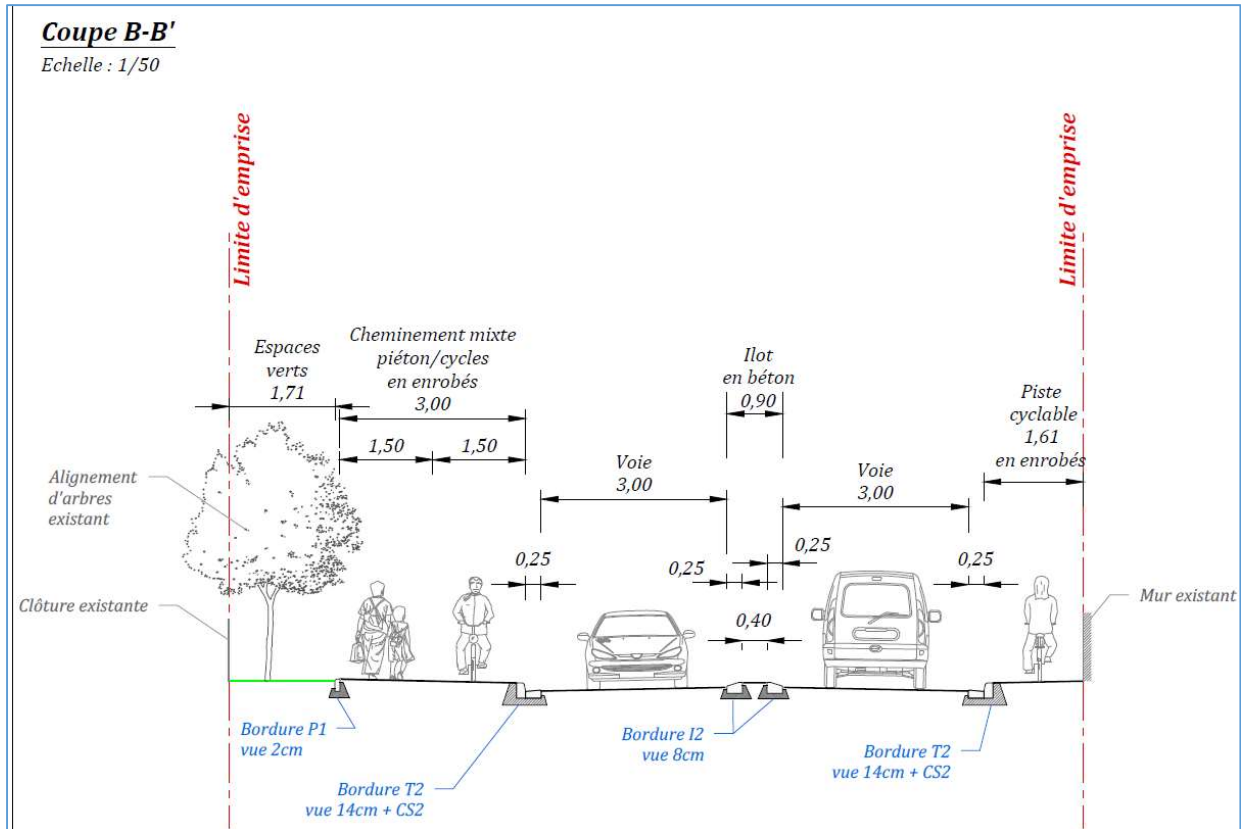 Coupe B-B'
Echelle : 1/50
Limite d'emprise
Limite d'emprise
Espaces
verts
1,71
Cheminement mixte
piéton/cycles
en enrobés
3,00
1,50
1,50
Voie
3,00
Ilot
en béton
0,90
Voie
3,00
Piste
cyclable
1,61
en enrobés
Alignement
d'arbres
existant
0,25
0,25
0,25
0,25
0,40
Clôture existante
Mur existant
Bordure P1
vue 2cm
Bordure T2
vue 14cm + CS2
Bordure I2
vue 8cm
Bordure T2
vue 14cm + CS2